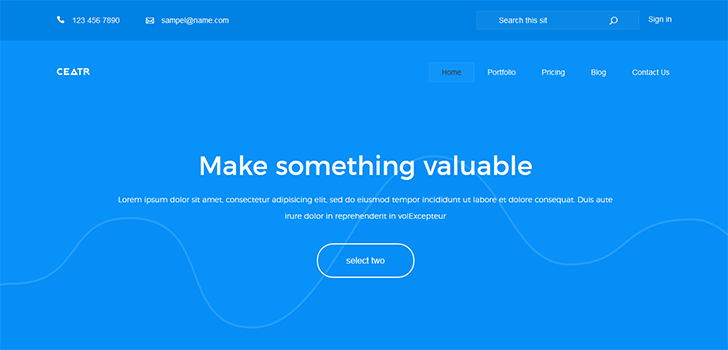 123 456 7890
sampel@name.com
Search this sit
Sign in
CEATR
Home
Portfolio
Pricing
Blog
Contact Us
Make something valuable
Lorem ipsum dolor sit amet, consectetur adipisicing elit, sed do eiusmod tempor incididunt ut labore et dolore consequat. Duis aute
irure dolor in reprehenderit in volExcepteur
select two